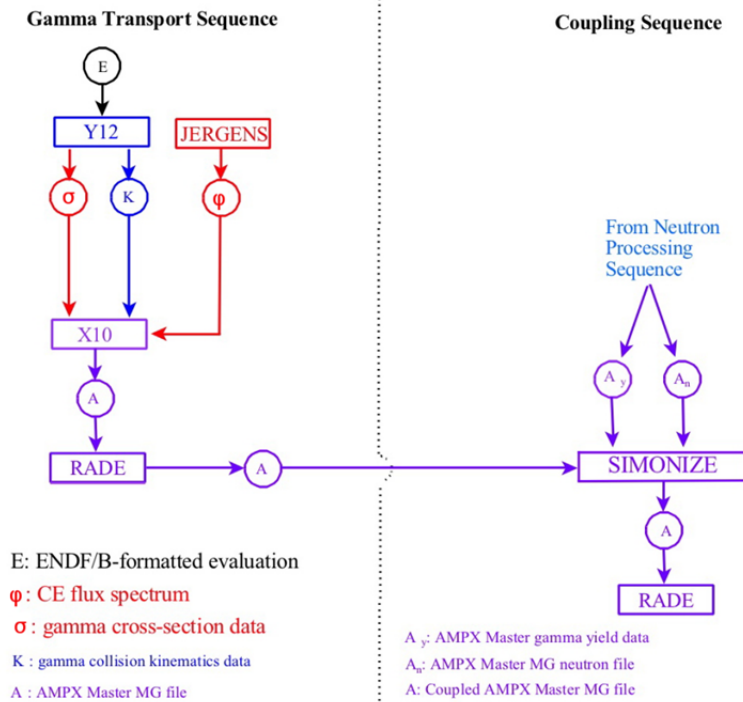 Gamma Transport Sequence
Coupling Sequence
E
Y12
JERGENS
σ
K
φ
From Neutron
Processing
Sequence
X10
A
A y
An
RADE
A
SIMONIZE
A
RADE
E: ENDF/B-formatted evaluation
φ: CE flux spectrum
σ: gamma cross-section data
K : gamma collision kinematics data
A : AMPX Master MG file
A y: AMPX Master gamma yield data
An: AMPX Master MG neutron file
A: Coupled AMPX Master MG file